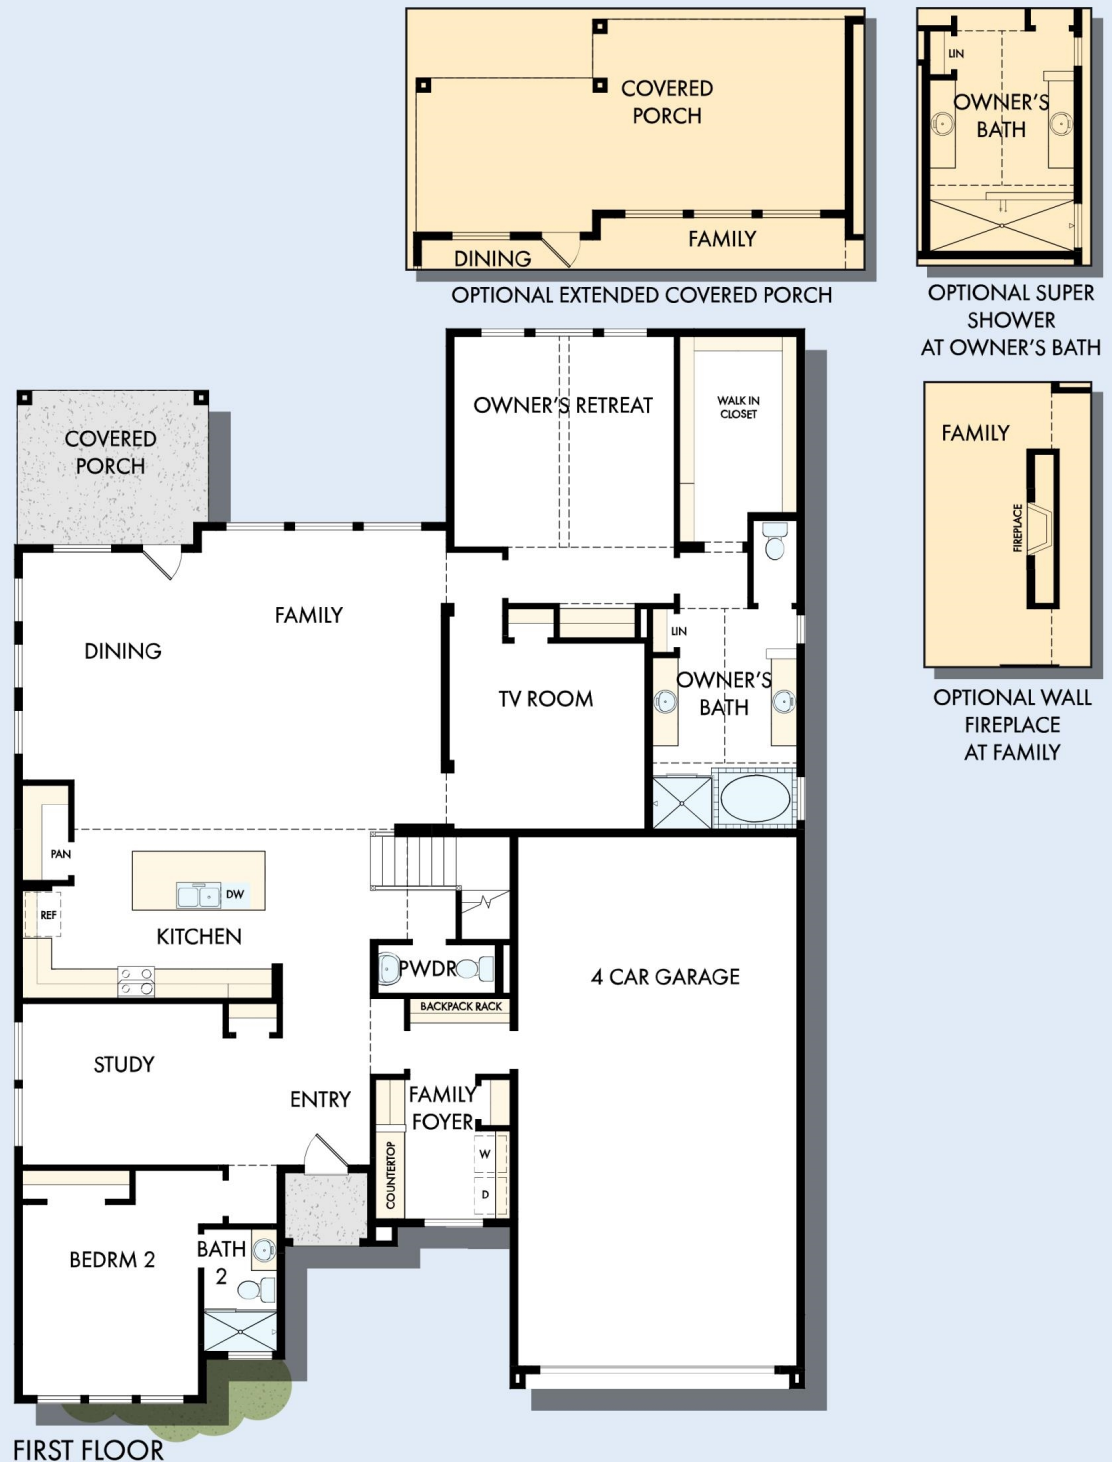 COVERED
PORCH
DINING
FAMILY
OPTIONAL EXTENDED COVERED PORCH
LIN
OWNER'S
BATH
OPTIONAL SUPER
SHOWER
AT OWNER'S BATH
FAMILY
FIREPLACE
OPTIONAL WALL
FIREPLACE
AT FAMILY
COVERED
PORCH
OWNER'S RETREAT
WALK IN
CLOSET
FAMILY
DINING
LIN
TV ROOM
OWNER'S
BATH
PAN
REF
DW
KITCHEN
PWDR
4 CAR GARAGE
BACKPACK RACK
STUDY
ENTRY
FAMILY
FOYER
COUNTERTOP
W
D
BEDRM 2
BATH
2
FIRST FLOOR